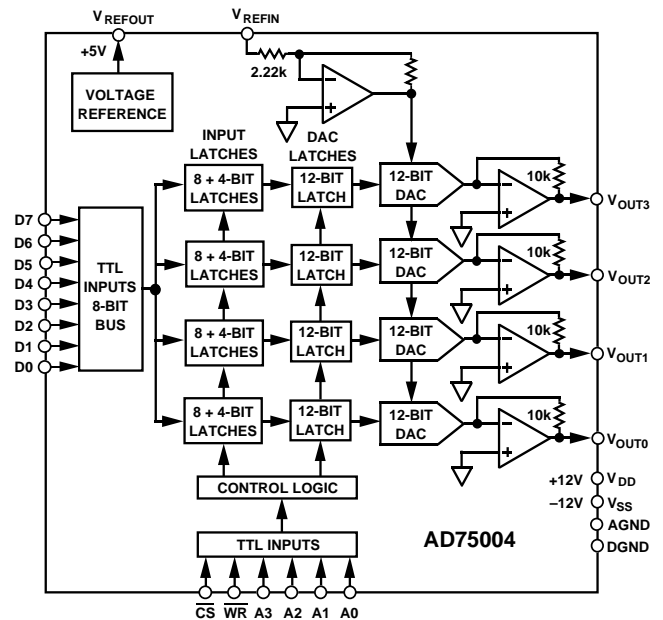 V REFOUT
V REFIN
+5V
2.22k
VOLTAGE
REFERENCE
INPUT
LATCHES
DAC
LATCHES
8 + 4-BIT
LATCHES
12-BIT
LATCH
12-BIT
DAC
10k
−
+
−
+
VOUT3
D7
D6
D5
D4
D3
D2
D1
D0
TTL
INPUTS
8-BIT
BUS
8 + 4-BIT
LATCHES
12-BIT
LATCH
12-BIT
DAC
10k
−
+
VOUT2
8 + 4-BIT
LATCHES
12-BIT
LATCH
12-BIT
DAC
10k
−
+
VOUT1
8 + 4-BIT
LATCHES
12-BIT
LATCH
12-BIT
DAC
10k
−
+
VOUT0
CONTROL LOGIC
+12V VDD
–12V VSS
AGND
DGND
TTL INPUTS
AD75004
C̅S̅ W̅R̅ A3 A2 A1 A0